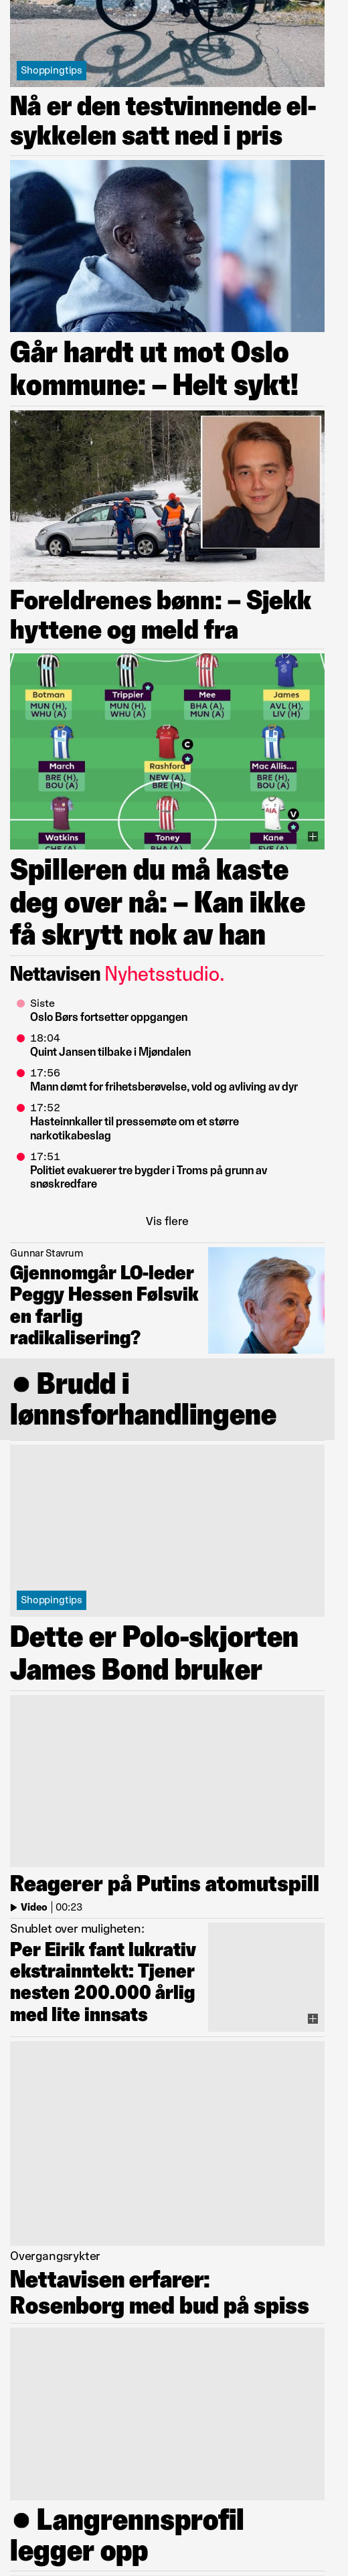 Shoppingtips
Nå er den testvinnende el-
sykkelen satt ned i pris
Går hardt ut mot Oslo
kommune: – Helt sykt!
Foreldrenes bønn: – Sjekk
hyttene og meld fra
Botman
MUN (H),
WHU (A)
Trippier
MUN (H),
WHU (A)
Mee
BHA (A),
MUN (A)
James
AVL (H),
LIV (H)
March
BRE (H),
BOU (A)
C
Rashford
NEW (A),
BRE (H)
Mac Allis...
BRE (H),
BOU (A)
Watkins
Toney
V
Kane
Spilleren du må kaste
deg over nå: – Kan ikke
få skrytt nok av han
Nettavisen Nyhetsstudio.
Siste
Oslo Børs fortsetter oppgangen
18:04
Quint Jansen tilbake i Mjøndalen
17:56
Mann dømt for frihetsberøvelse, vold og avliving av dyr
17:52
Hasteinnkaller til pressemøte om et større
narkotikabeslag
17:51
Politiet evakuerer tre bygder i Troms på grunn av
snøskredfare
Vis flere
Gunnar Stavrum
Gjennomgår LO-leder
Peggy Hessen Følsvik
en farlig
radikalisering?
● Brudd i
lønnsforhandlingene
Shoppingtips
Dette er Polo-skjorten
James Bond bruker
Reagerer på Putins atomutspill
Video | 00:23
Snublet over muligheten:
Per Eirik fant lukrativ
ekstrainntekt: Tjener
nesten 200.000 årlig
med lite innsats
Overgangsrykter
Nettavisen erfarer:
Rosenborg med bud på spiss
● Langrennsprofil
legger opp